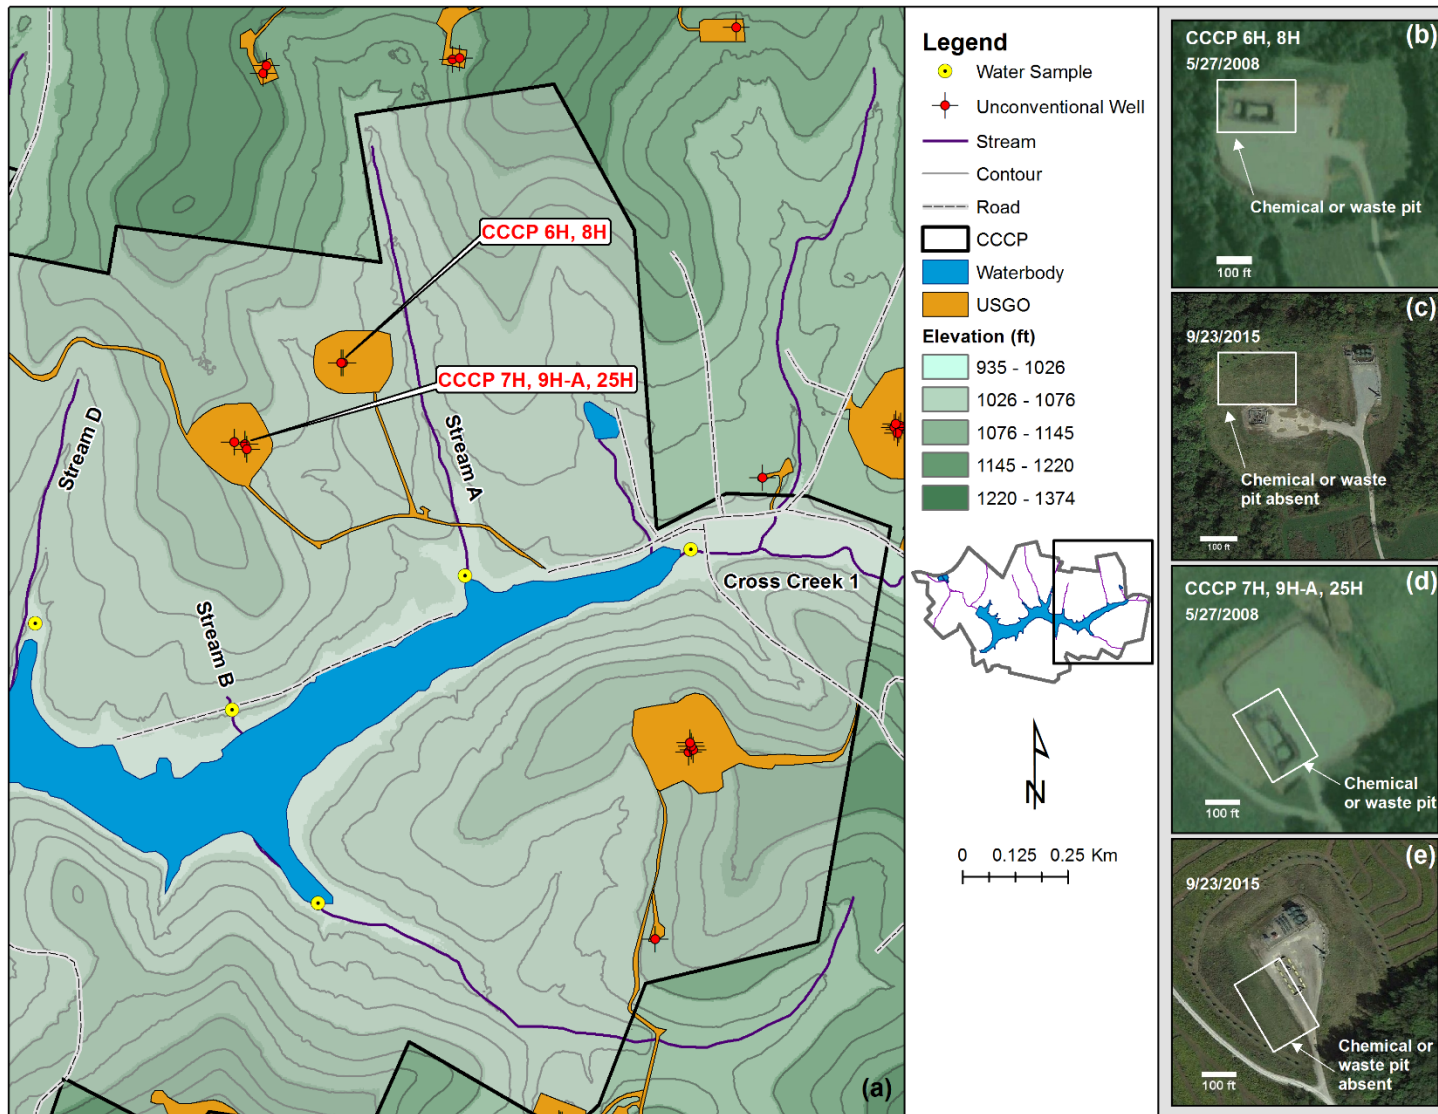 CCCP 6H, 8H
CCCP 7H, 9H-A, 25H
Stream D
Stream A
Stream B
Cross Creek 1
(a)
Legend
Water Sample
Unconventional Well
Stream
Contour
Road
CCCP
Waterbody
USGO
Elevation (ft)
935 - 1026
1026 - 1076
1076 - 1145
1145 - 1220
1220 - 1374
N
0 0.125 0.25 Km
CCCP 6H, 8H
(b)
5/27/2008
Chemical or waste pit
100 ft
(c)
9/23/2015
Chemical or waste
pit absent
100 ft
(d)
CCCP 7H, 9H-A, 25H
5/27/2008
Chemical
or waste pit
100 ft
(e)
9/23/2015
Chemical or
waste pit
absent
100 ft